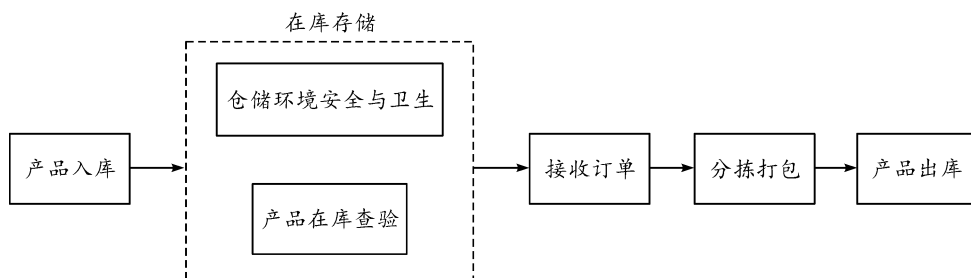 在库存储
仓储环境安全与卫生
产品入库
接收订单
分拣打包
产品出库
产品在库查验